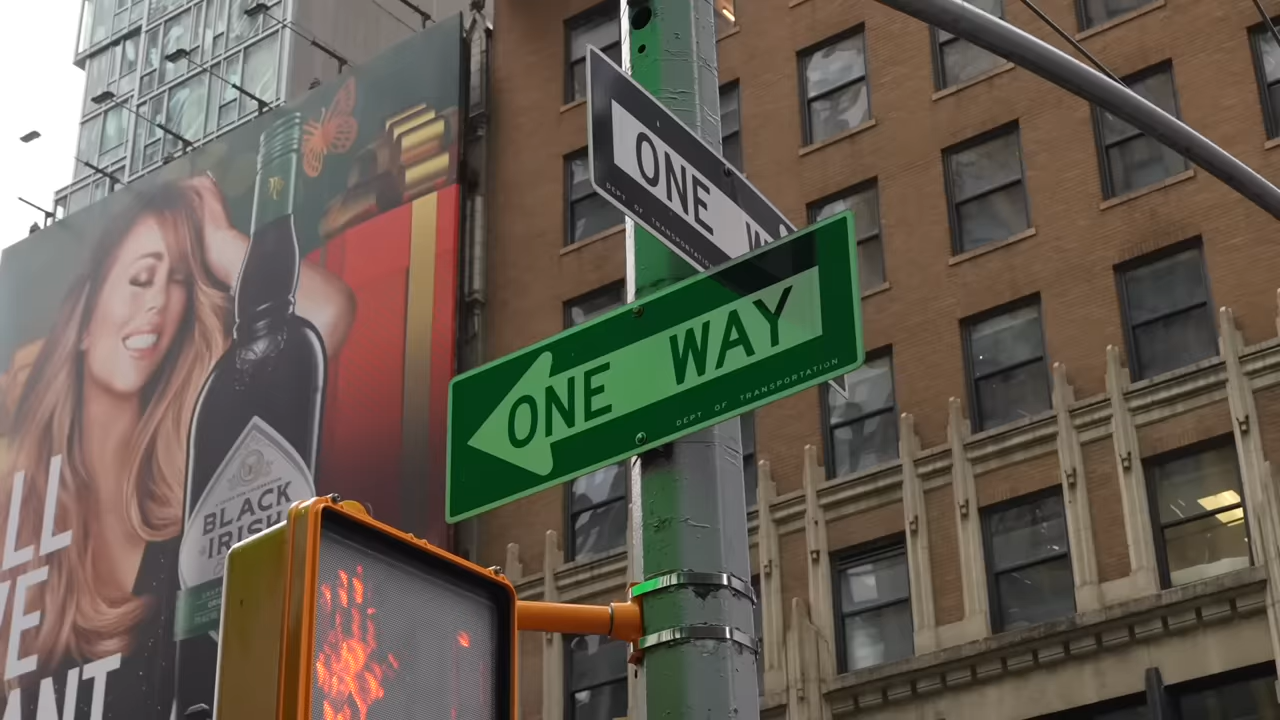 ONE
DEPT OF TRANSPORTATION
ONE WAY
DEPT OF TRANSPORTATION
BLACK
IRISH
LL
VE
ANT